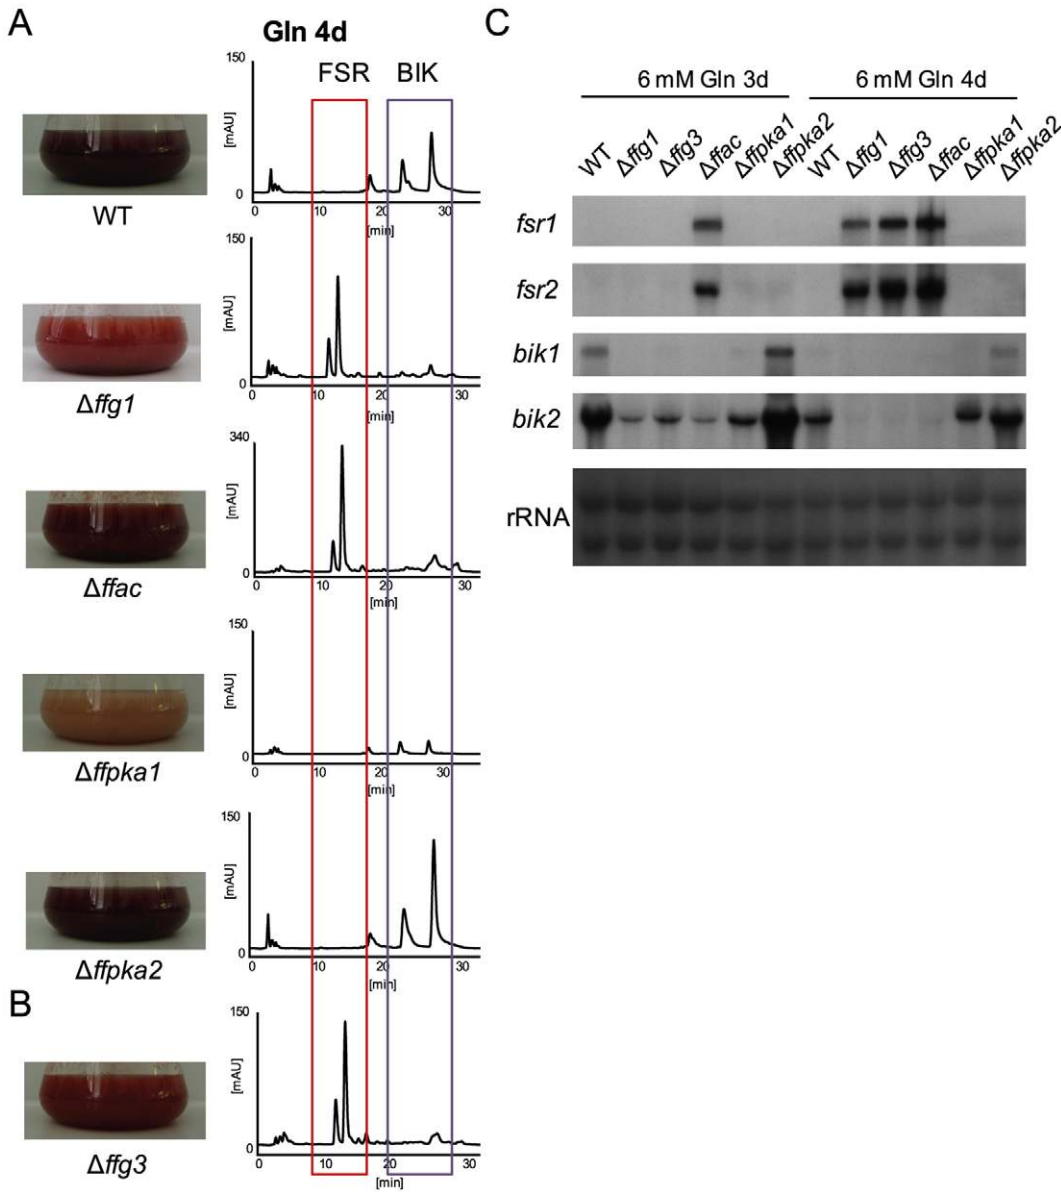 A
Gln 4d
FSR BIK
150
[mAU]
0
0 10 20 30
[min]
WT
150
[mAU]
0
0 10 20 30
[min]
Δffg1
340
[mAU]
0
0 10 20 30
[min]
Δffac
150
[mAU]
0
0 10 20 30
[min]
Δffpka1
150
[mAU]
0
0 10 20 30
[min]
Δffpka2
B
150
[mAU]
0
0 10 20 30
[min]
Δffg3
C
6 mM Gln 3d 6 mM Gln 4d
WT Δffg1 Δffg3 Δffac Δffpka1 Δffpka2 WT Δffg1 Δffg3 Δffac Δffpka1 Δffpka2
fsr1
fsr2
bik1
bik2
rRNA